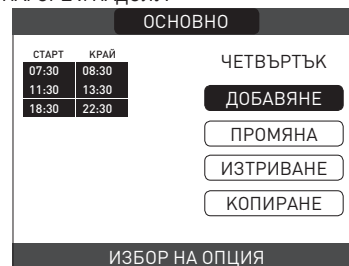 ОСНОВНО
СТАРТ КРАЙ
07:30 08:30
11:30 13:30
18:30 22:30
ЧЕТВЪРТЪК
ДОБАВЯНЕ
ПРОМЯНА
ИЗТРИВАНЕ
КОПИРАНЕ
ИЗБОР НА ОПЦИЯ